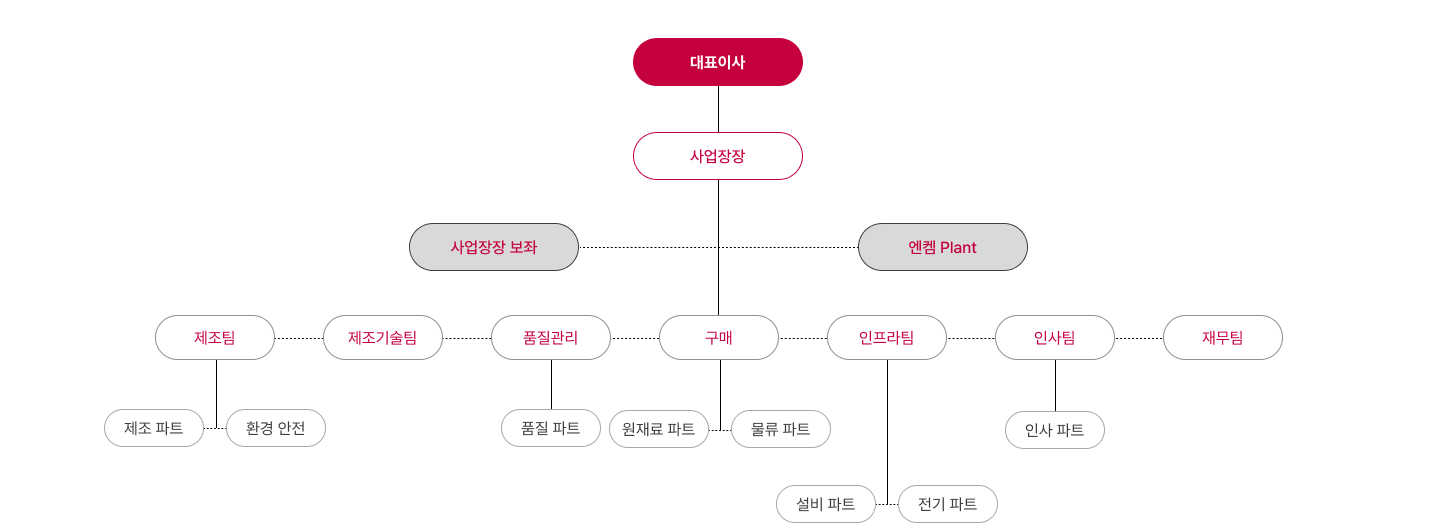 대표이사
사업장장
사업장장 보좌
엔켐 Plant
제조팀
제조기술팀
품질관리
구매
인프라팀
인사팀
재무팀
제조 파트
환경 안전
품질 파트
원재료 파트
물류 파트
인사 파트
설비 파트
전기 파트